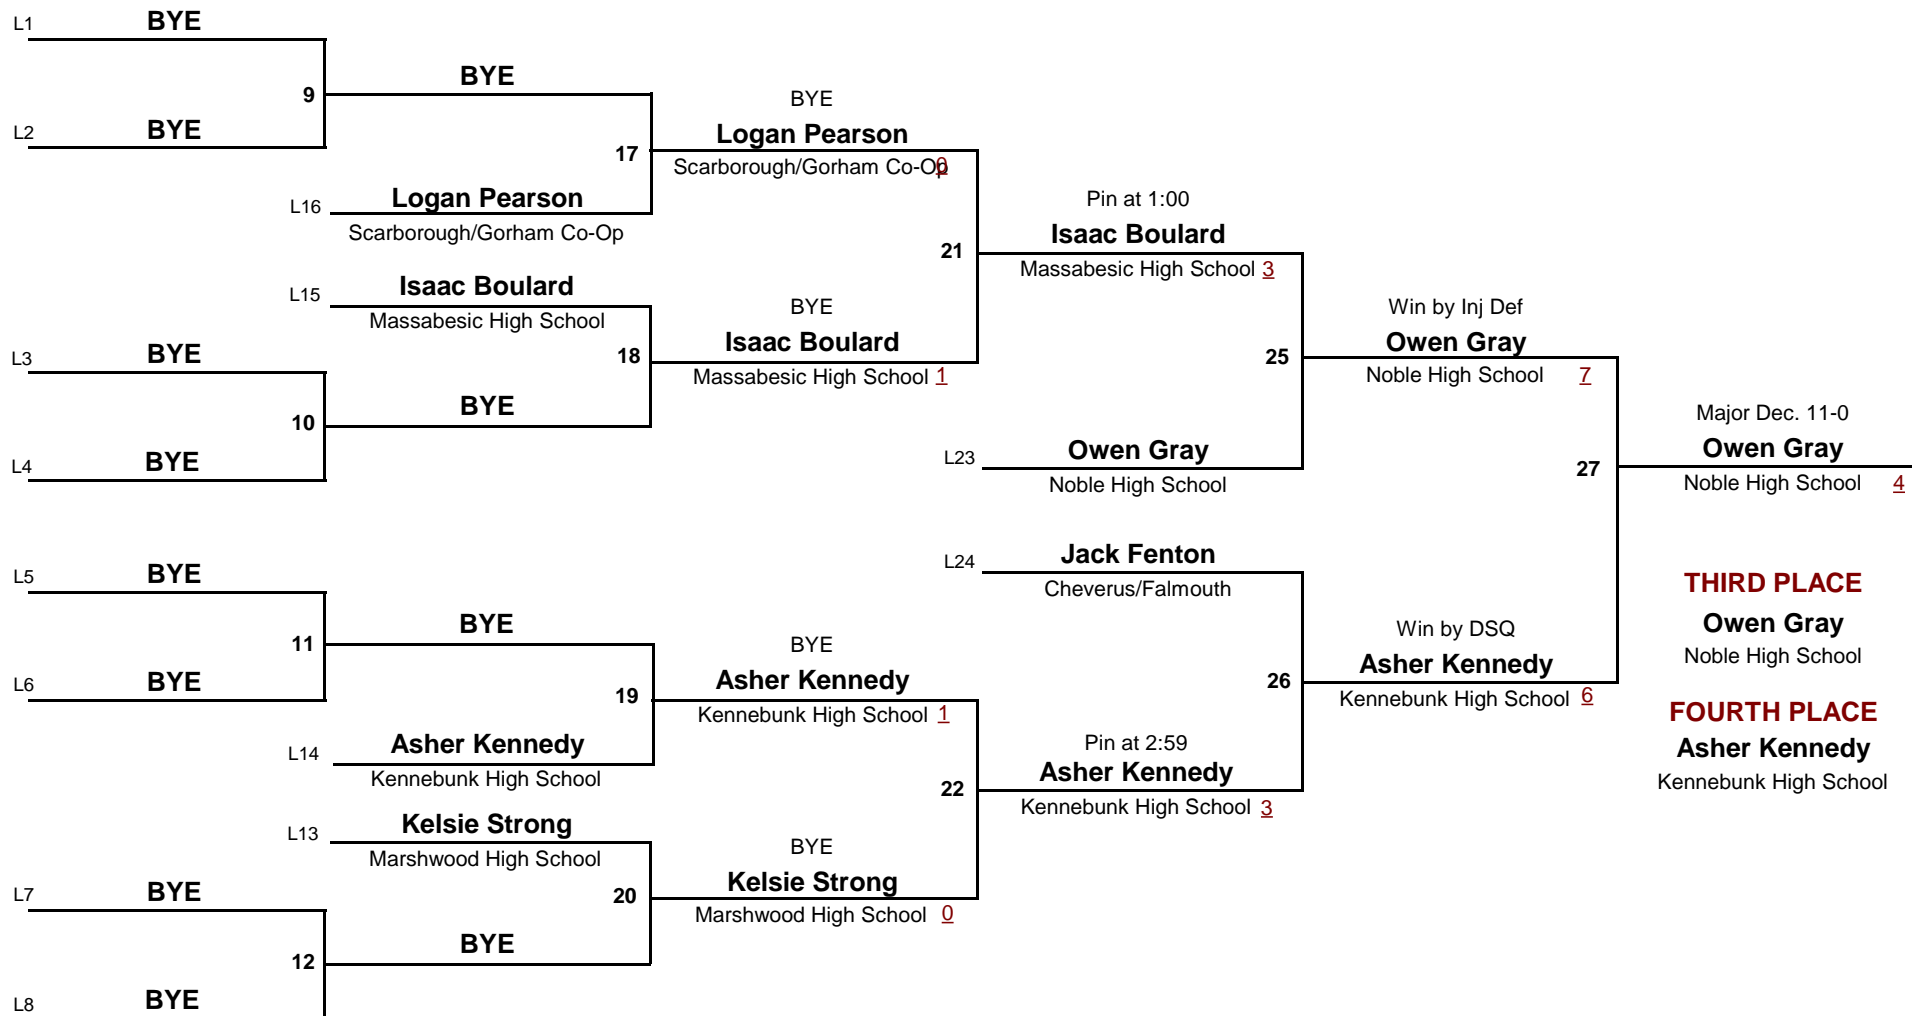 L1 BYE
9
BYE
L2 BYE
BYE
Logan Pearson
Scarborough/Gorham Co-Op 0
17
L16 Logan Pearson
Scarborough/Gorham Co-Op
Pin at 1:00
Isaac Boulard
Massabesic High School 3
21
L15 Isaac Boulard
Massabesic High School
BYE
Isaac Boulard
Massabesic High School 1
18
L3 BYE
10
BYE
L4 BYE
Win by Inj Def
Owen Gray
Noble High School 7
25
L23 Owen Gray
Noble High School
Major Dec. 11-0
Owen Gray
Noble High School 4
27
L24 Jack Fenton
Cheverus/Falmouth
L5 BYE
11
BYE
L6 BYE
BYE
Asher Kennedy
Kennebunk High School 1
19
L14 Asher Kennedy
Kennebunk High School
Win by DSQ
Asher Kennedy
Kennebunk High School 6
26
Pin at 2:59
Asher Kennedy
Kennebunk High School 3
22
L13 Kelsie Strong
Marshwood High School
BYE
Kelsie Strong
Marshwood High School 0
20
L7 BYE
12
BYE
L8 BYE
THIRD PLACE
Owen Gray
Noble High School
FOURTH PLACE
Asher Kennedy
Kennebunk High School